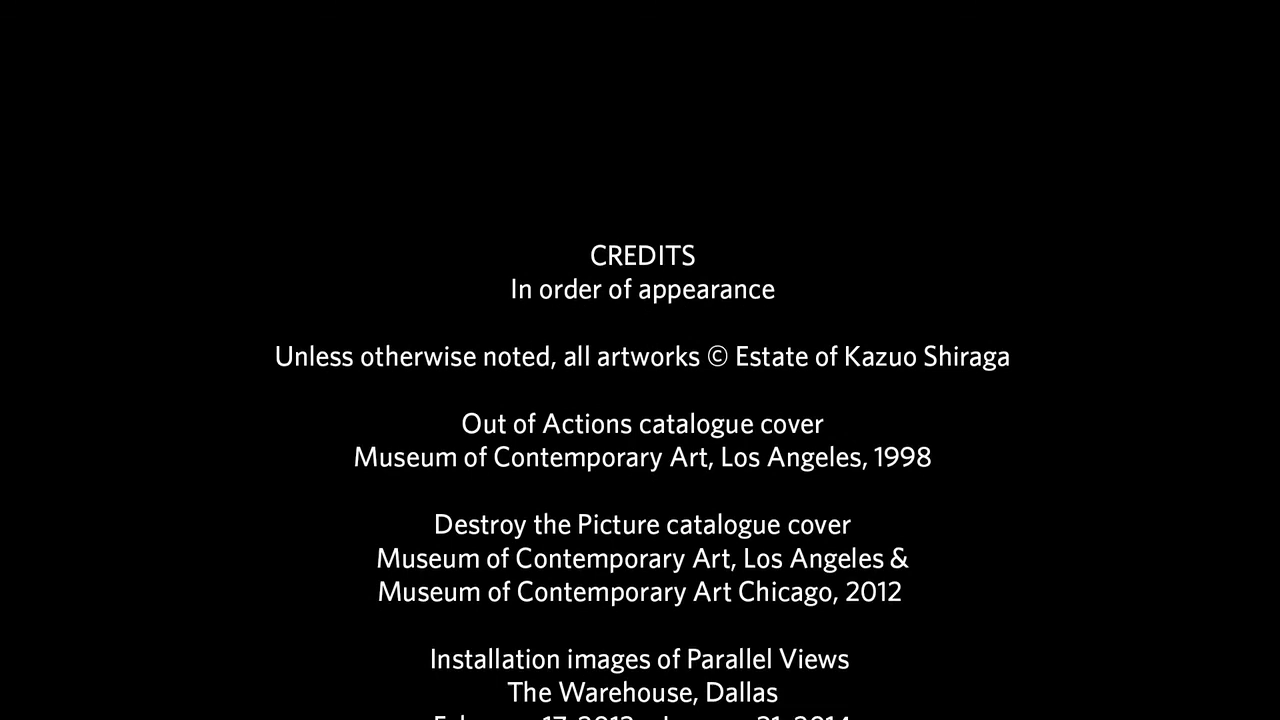 CREDITS
In order of appearance
Unless otherwise noted, all artworks © Estate of Kazuo Shiraga
Out of Actions catalogue cover
Museum of Contemporary Art, Los Angeles, 1998
Destroy the Picture catalogue cover
Museum of Contemporary Art, Los Angeles &
Museum of Contemporary Art Chicago, 2012
Installation images of Parallel Views
The Warehouse, Dallas